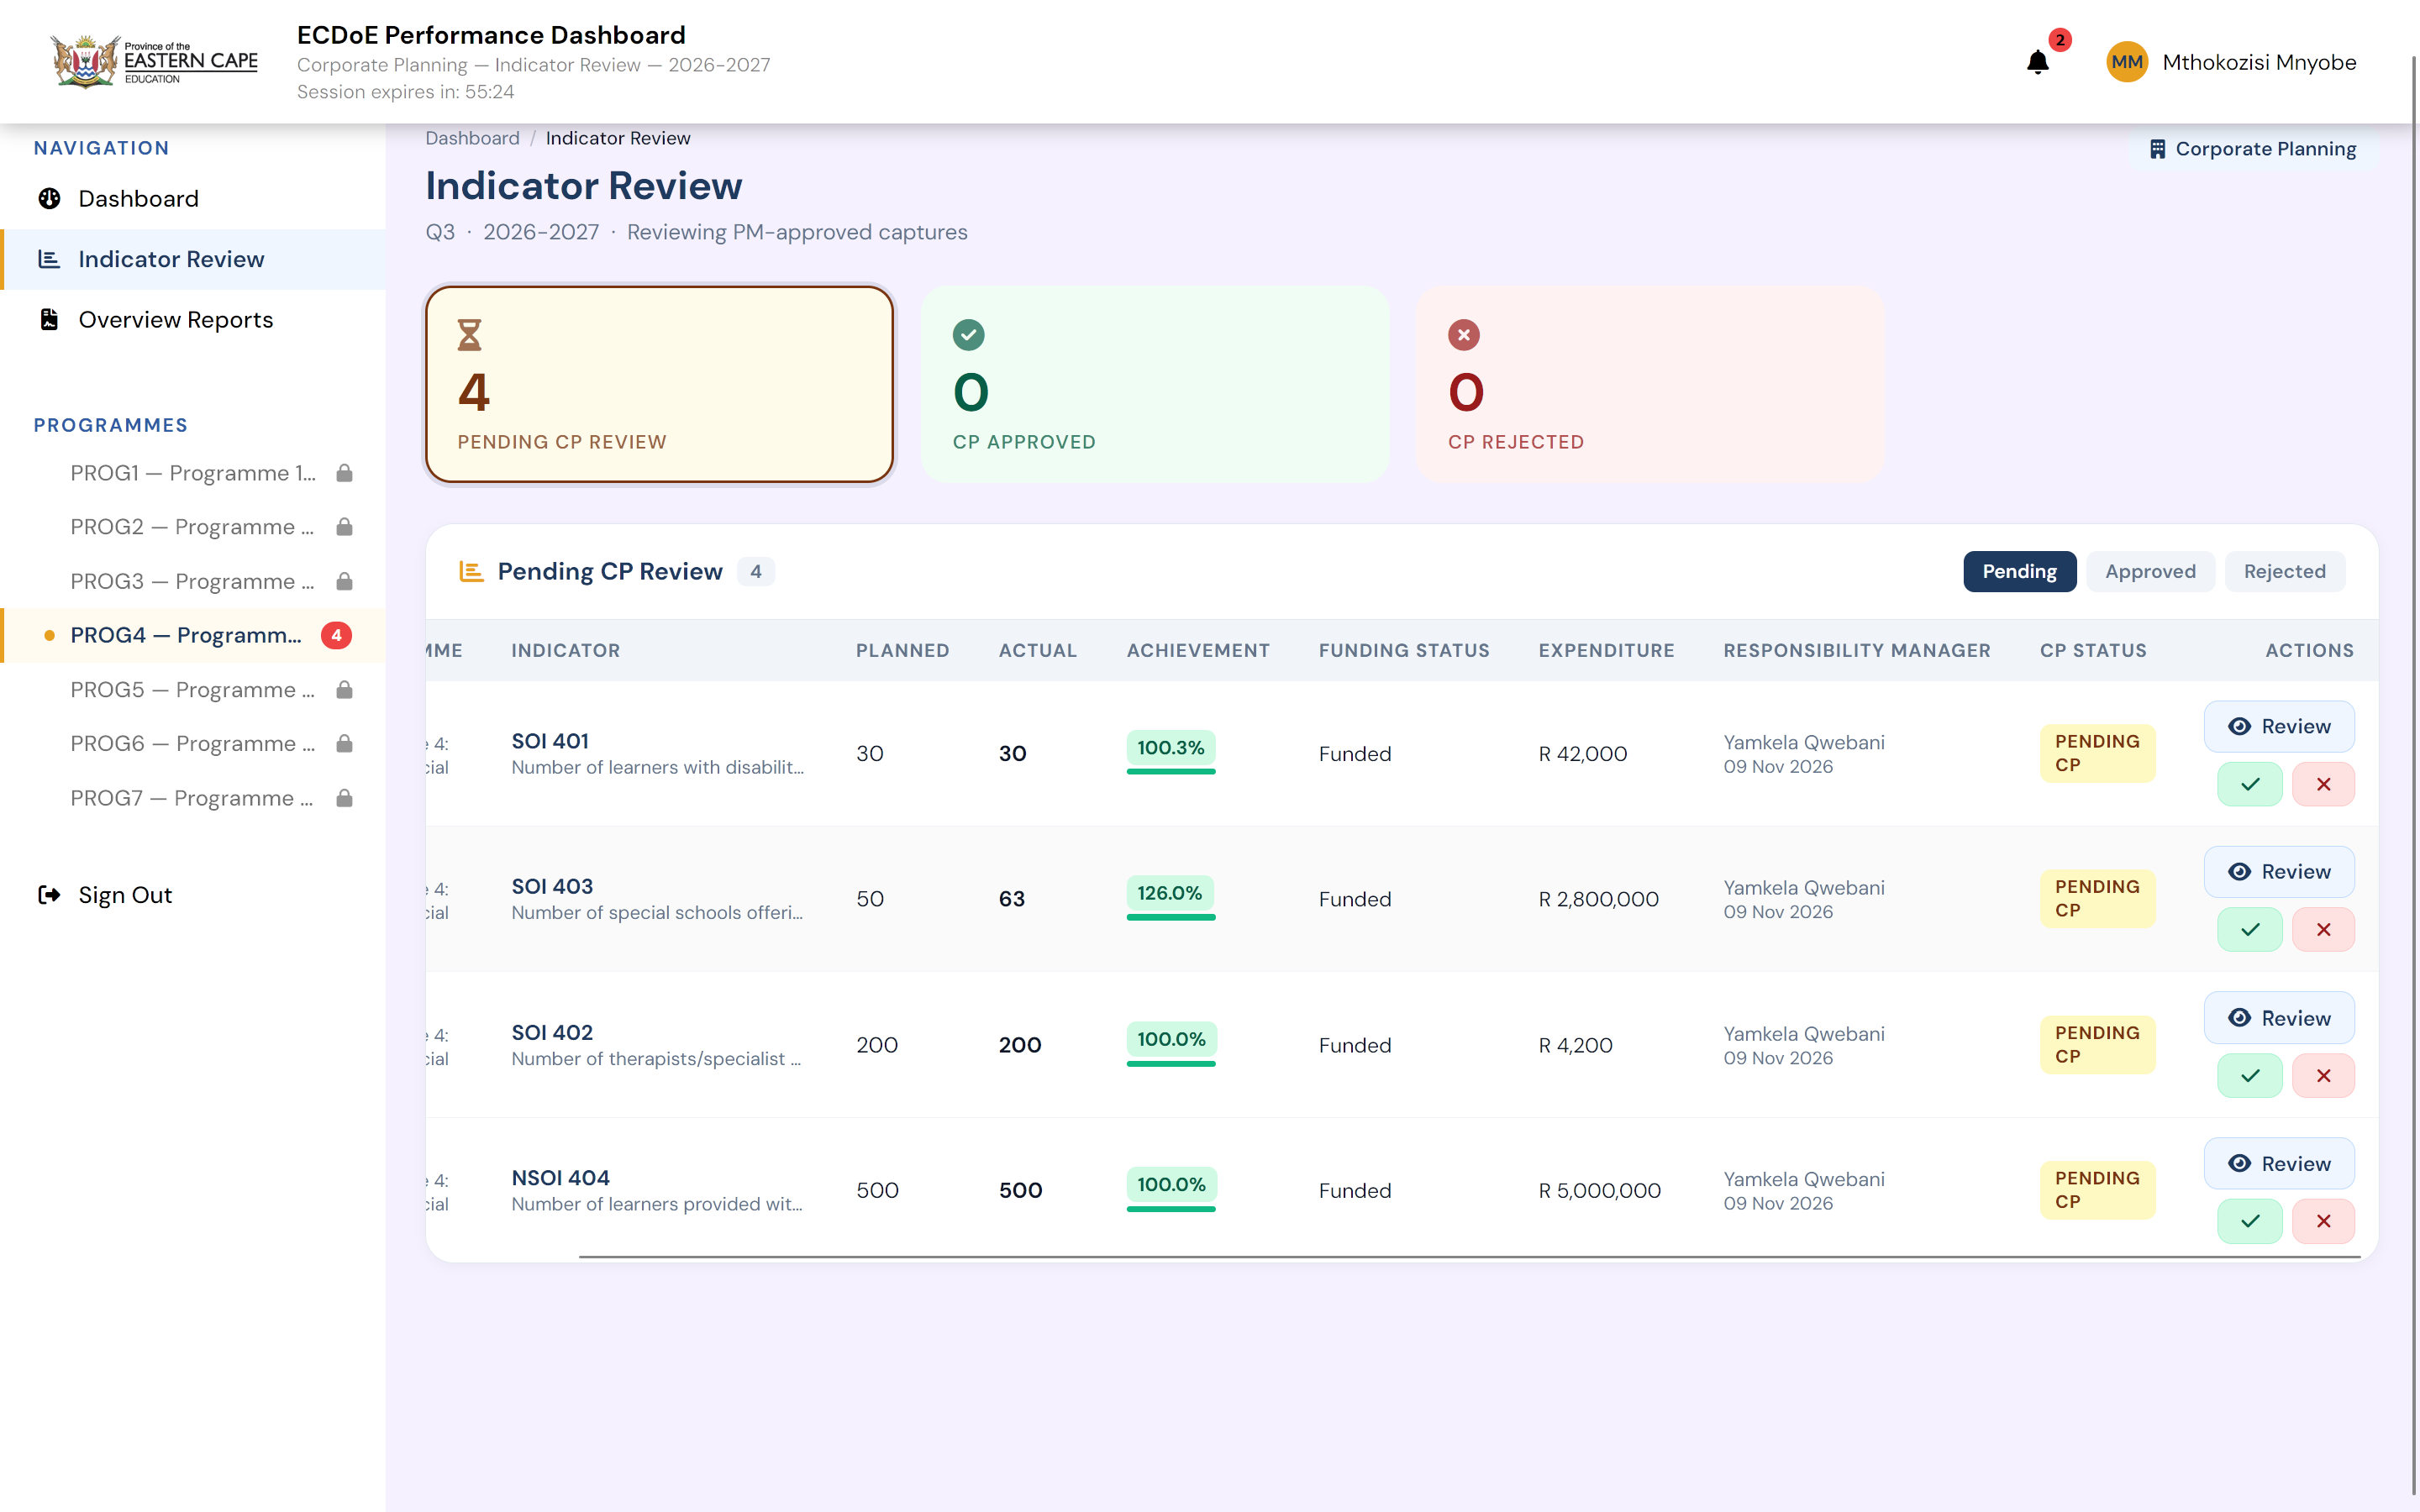 Province of the
EASTERN CAPE
EDUCATION
ECDoE Performance Dashboard
Corporate Planning — Indicator Review — 2026-2027
Session expires in: 55:24
2
MM Mthokozisi Mnyobe
NAVIGATION
Dashboard
Indicator Review
Overview Reports
PROGRAMMES
PROG1 — Programme 1...
PROG2 — Programme ...
PROG3 — Programme ...
PROG4 — Programm... 4
PROG5 — Programme ...
PROG6 — Programme ...
PROG7 — Programme ...
Sign Out
Dashboard / Indicator Review
Corporate Planning
Indicator Review
Q3 · 2026-2027 · Reviewing PM-approved captures
4
PENDING CP REVIEW
0
CP APPROVED
0
CP REJECTED
Pending CP Review 4
Pending Approved Rejected
MME INDICATOR PLANNED ACTUAL ACHIEVEMENT FUNDING STATUS EXPENDITURE RESPONSIBILITY MANAGER CP STATUS ACTIONS
e 4:
cial
SOI 401
Number of learners with disabilit...
30 30 100.3% Funded R 42,000
Yamkela Qwebani
09 Nov 2026
PENDING
CP
Review
e 4:
cial
SOI 403
Number of special schools offeri...
50 63 126.0% Funded R 2,800,000
Yamkela Qwebani
09 Nov 2026
PENDING
CP
Review
e 4:
cial
SOI 402
Number of therapists/specialist ...
200 200 100.0% Funded R 4,200
Yamkela Qwebani
09 Nov 2026
PENDING
CP
Review
e 4:
cial
NSOI 404
Number of learners provided wit...
500 500 100.0% Funded R 5,000,000
Yamkela Qwebani
09 Nov 2026
PENDING
CP
Review